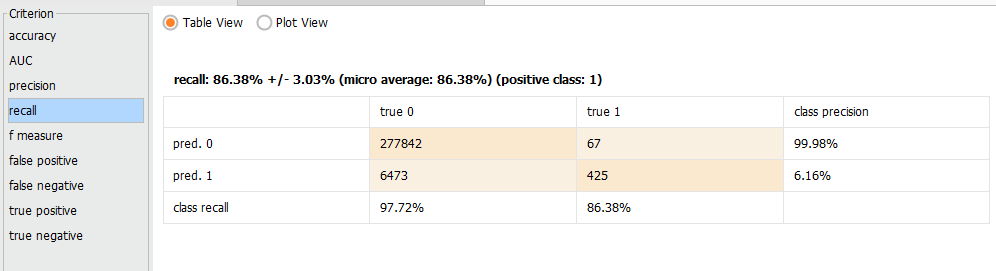 Criterion
accuracy
AUC
precision
recall
f measure
false positive
false negative
true positive
true negative
Table View Plot View
recall: 86.38% +/- 3.03% (micro average: 86.38%) (positive class: 1)
true 0 true 1 class precision
pred. 0 277842 67 99.98%
pred. 1 6473 425 6.16%
class recall 97.72% 86.38%